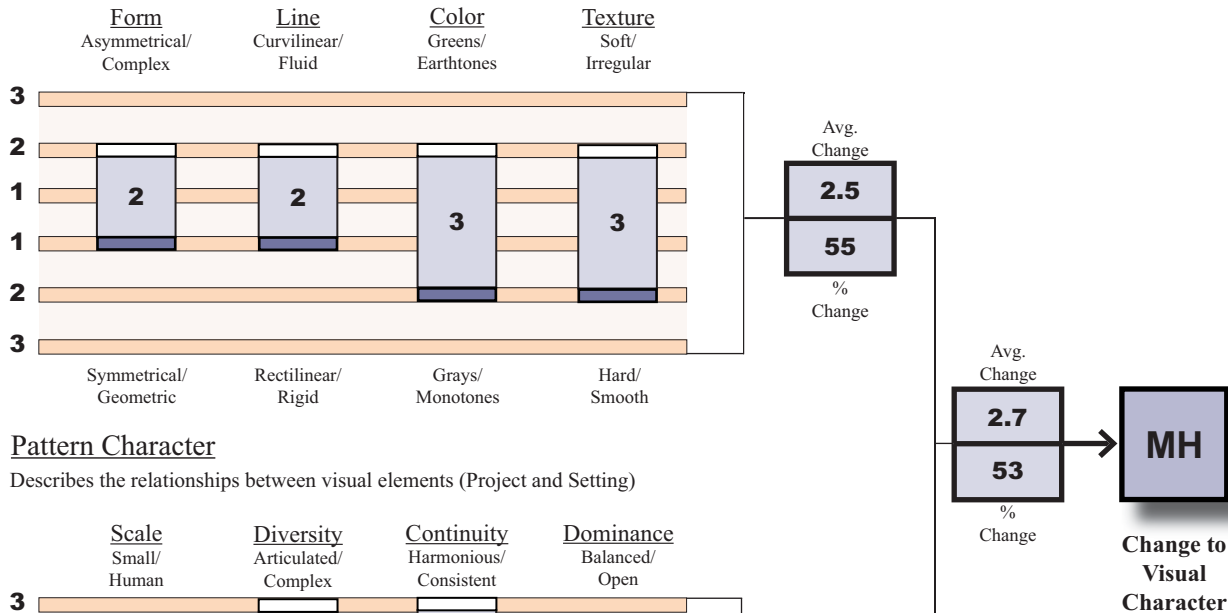 Form Line Color Texture
Asymmetrical/ Curvilinear/ Greens/ Soft/
Complex Fluid Earthtones Irregular
3
2
1
1
2
3
2 2 3 3
Symmetrical/ Rectilinear/ Grays/ Hard/
Geometric Rigid Monotones Smooth
Avg.
Change
2.5
55
%
Change
Avg.
Change
2.7
53
%
Change
MH
Change to
Visual
Character
Pattern Character
Describes the relationships between visual elements (Project and Setting)
Scale Diversity Continuity Dominance
Small/ Articulated/ Harmonious/ Balanced/
Human Complex Consistent Open
3